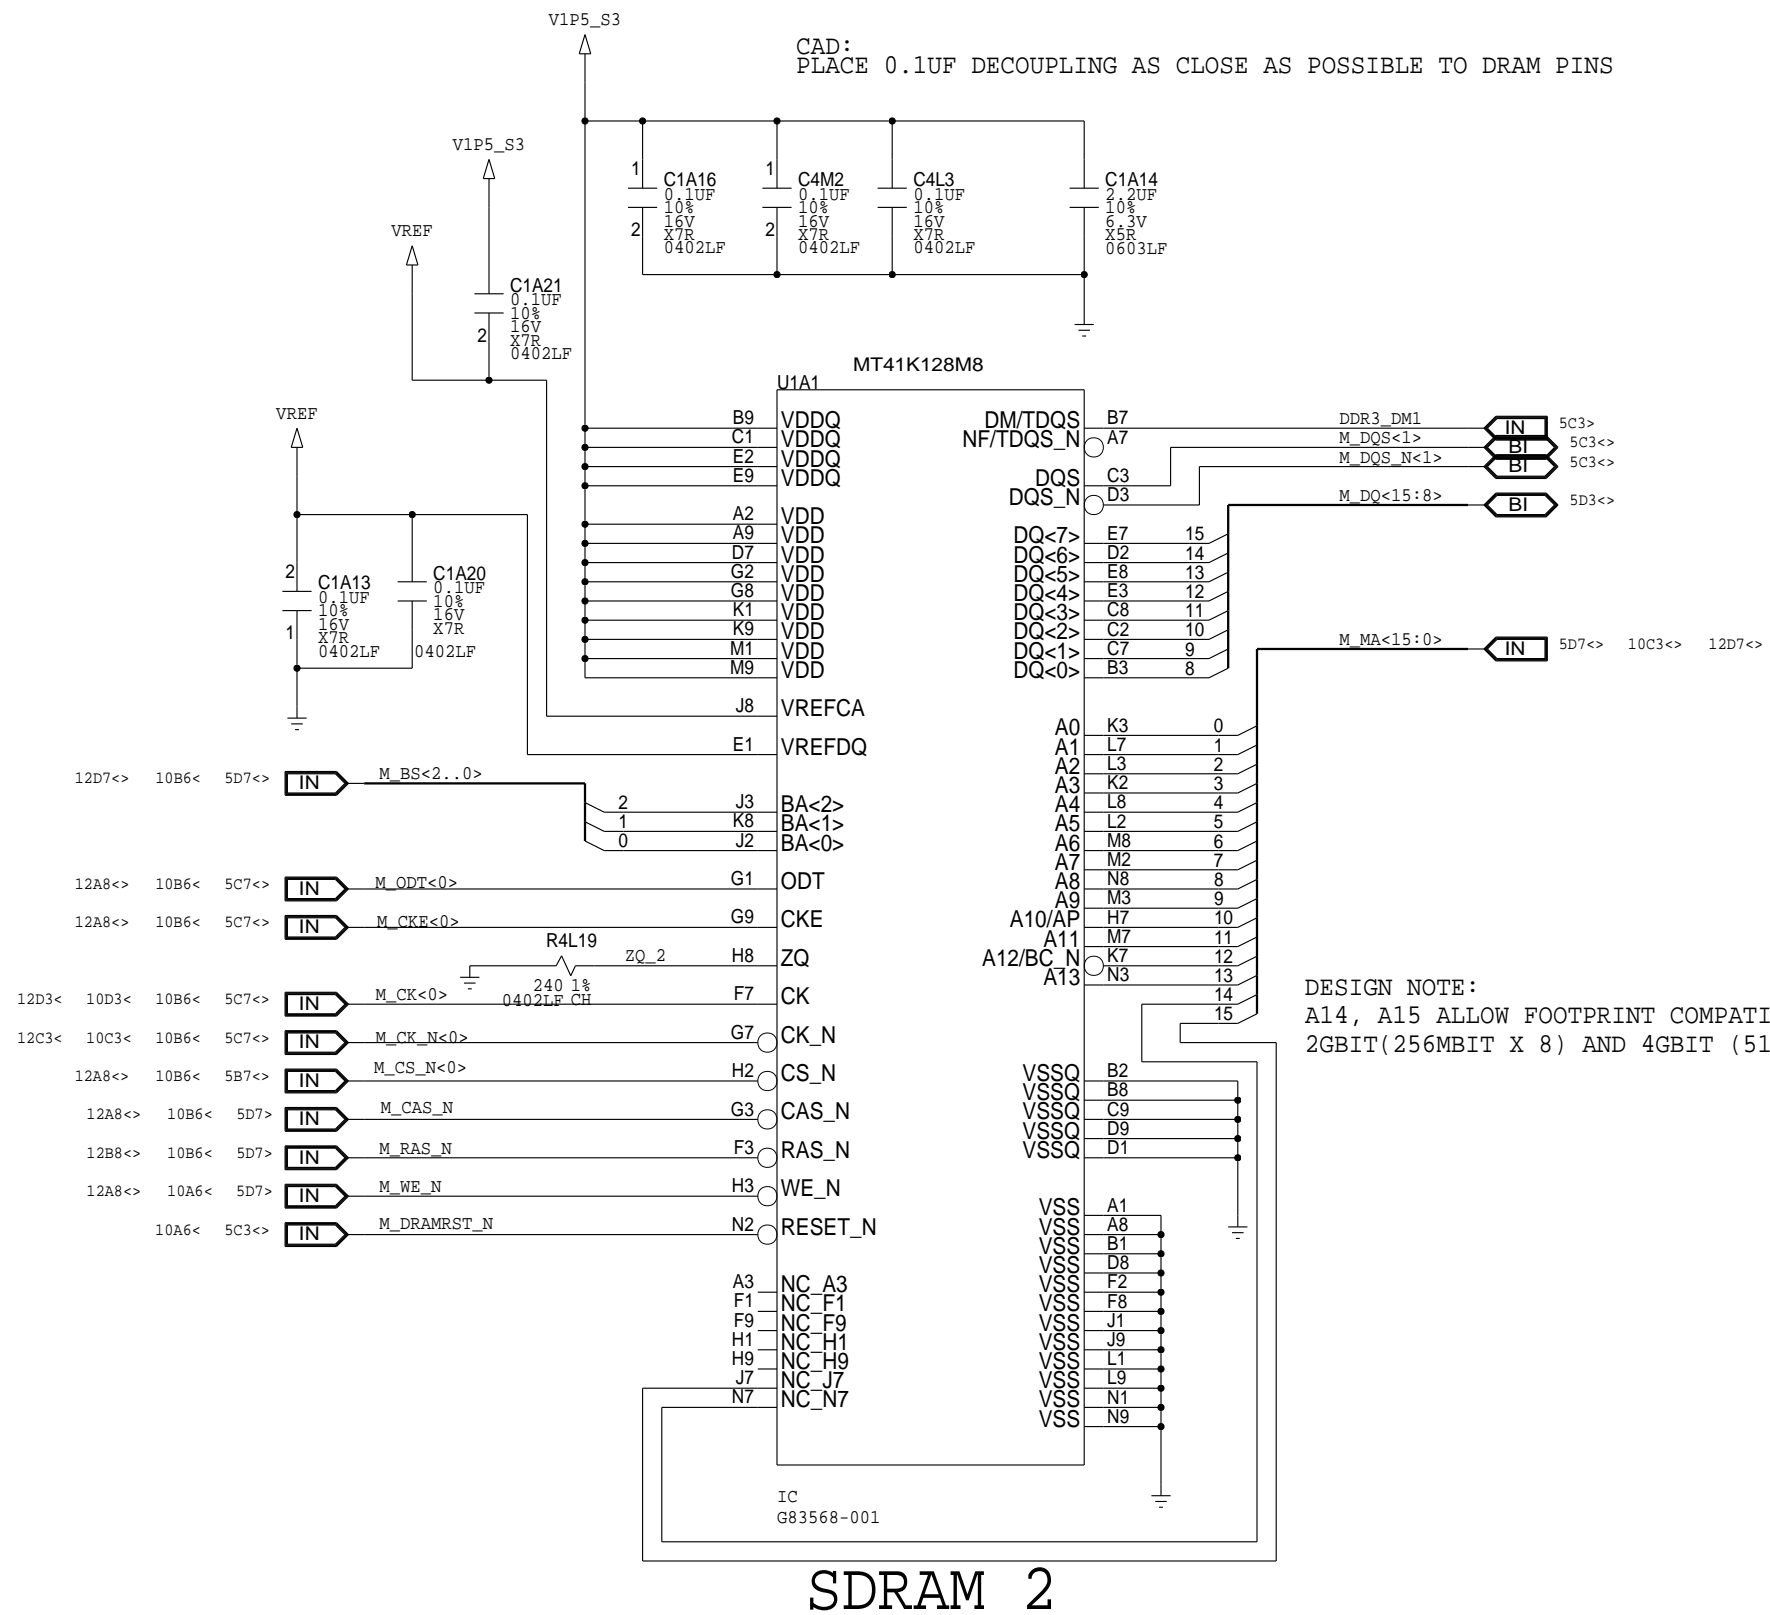 V1P5_S3
CAD:
PLACE 0.1UF DECOUPLING AS CLOSE AS POSSIBLE TO DRAM PINS
V1P5_S3
VREF
1
C1A16
0.1UF
10%
16V
X7R
0402LF
2
1
C4M2
0.1UF
10%
16V
X7R
0402LF
2
C4L3
0.1UF
10%
16V
X7R
0402LF
C1A14
2.2UF
10%
6.3V
X5R
0603LF
C1A21
0.1UF
10%
16V
X7R
0402LF
2
VREF
2
C1A13
0.1UF
10%
16V
X7R
0402LF
1
C1A20
0.1UF
10%
16V
X7R
0402LF
MT41K128M8
U1A1
B9 VDDQ
C1 VDDQ
E2 VDDQ
E9 VDDQ
A2 VDD
A9 VDD
D7 VDD
G2 VDD
G8 VDD
K1 VDD
K9 VDD
M1 VDD
M9 VDD
J8 VREFCA
E1 VREFDQ
12D7<> 10B6< 5D7<> IN M_BS<2..0>
2 J3 BA<2>
1 K8 BA<1>
0 J2 BA<0>
12A8<> 10B6< 5C7<> IN M_ODT<0> G1 ODT
12A8<> 10B6< 5C7<> IN M_CKE<0> G9 CKE
R4L19
ZQ_2 H8 ZQ
240 1%
0402LF CH
12D3< 10D3< 10B6< 5C7<> IN M_CK<0> F7 CK
12C3< 10C3< 10B6< 5C7<> IN M_CK_N<0> G7 CK_N
12A8<> 10B6< 5B7<> IN M_CS_N<0> H2 CS_N
12A8<> 10B6< 5D7> IN M_CAS_N G3 CAS_N
12B8<> 10B6< 5D7> IN M_RAS_N F3 RAS_N
12A8<> 10A6< 5D7> IN M_WE_N H3 WE_N
10A6< 5C3<> IN M_DRAMRST_N N2 RESET_N
A3 NC_A3
F1 NC_F1
F9 NC_F9
H1 NC_H1
H9 NC_H9
J7 NC_J7
N7 NC_N7
DM/TDQS B7 DDR3_DM1 IN 5C3>
NF/TDQS_N A7
M_DQS<1> BI 5C3<>
M_DQS_N<1> BI 5C3<>
DQS C3
DQS_N D3
M_DQ<15:8> BI 5D3<>
DQ<7> E7 15
DQ<6> D2 14
DQ<5> E8 13
DQ<4> E3 12
DQ<3> C8 11
DQ<2> C2 10
DQ<1> C7 9
DQ<0> B3 8
M_MA<15:0> IN 5D7<> 10C3<> 12D7<>
A0 K3 0
A1 L7 1
A2 L3 2
A3 K2 3
A4 L8 4
A5 L2 5
A6 M8 6
A7 M2 7
A8 N8 8
A9 M3 9
A10/AP H7 10
A11 M7 11
A12/BC_N K7 12
A13 N3 13
14
15
DESIGN NOTE:
A14, A15 ALLOW FOOTPRINT COMPATI
2GBIT(256MBIT X 8) AND 4GBIT (51
VSSQ B2
VSSQ B8
VSSQ C9
VSSQ D9
VSSQ D1
VSS A1
VSS A8
VSS B1
VSS D8
VSS F2
VSS F8
VSS J1
VSS J9
VSS L1
VSS L9
VSS N1
VSS N9
IC
G83568-001
SDRAM 2